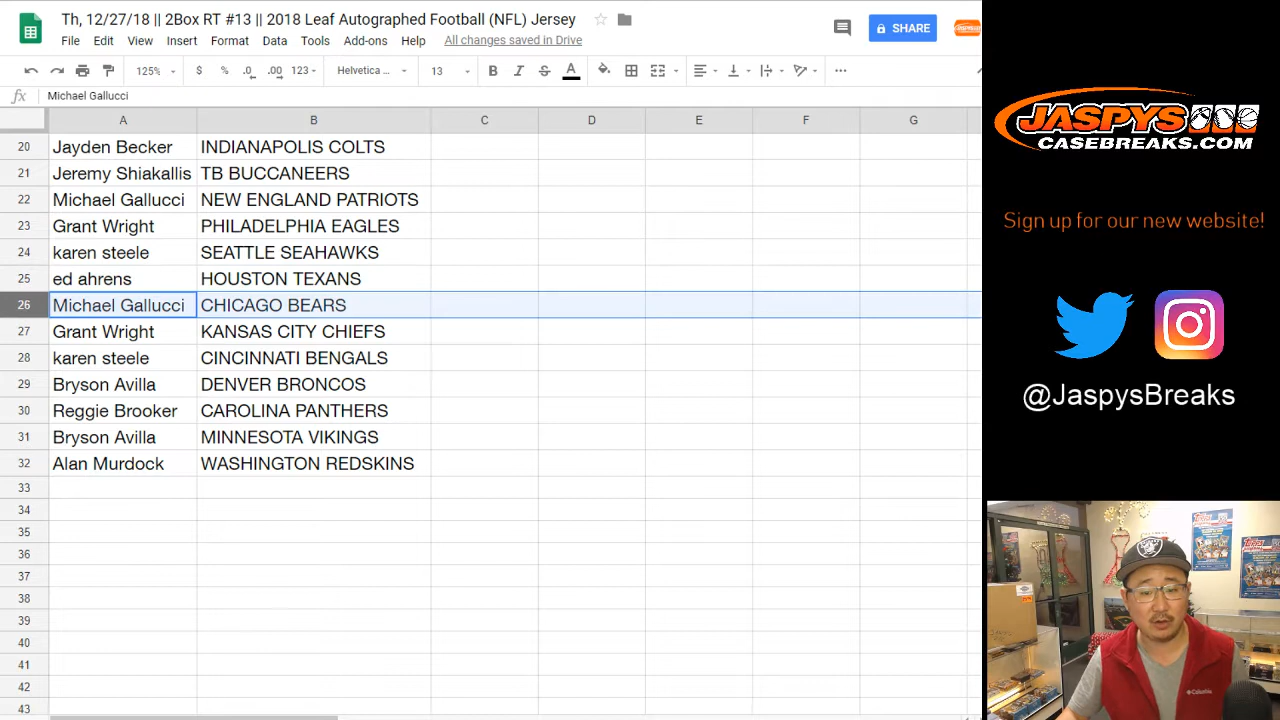 Th, 12/27/18 || 2Box RT #13 || 2018 Leaf Autographed Football (NFL) Jersey
File Edit View Insert Format Data Tools Add-ons Help All changes saved in Drive
SHARE
125% $ % .0 .00 123 Helvetica ... 13 B I S A
fx Michael Gallucci
A B C D E F G
20 Jayden Becker INDIANAPOLIS COLTS
21 Jeremy Shiakallis TB BUCCANEERS
22 Michael Gallucci NEW ENGLAND PATRIOTS
23 Grant Wright PHILADELPHIA EAGLES
24 karen steele SEATTLE SEAHAWKS
25 ed ahrens HOUSTON TEXANS
26 Michael Gallucci CHICAGO BEARS
27 Grant Wright KANSAS CITY CHIEFS
28 karen steele CINCINNATI BENGALS
29 Bryson Avilla DENVER BRONCOS
30 Reggie Brooker CAROLINA PANTHERS
31 Bryson Avilla MINNESOTA VIKINGS
32 Alan Murdock WASHINGTON REDSKINS
33
34
35
36
37
38
39
40
41
42
43
JASPYS
CASEBREAKS.COM
Sign up for our new website!
@JaspysBreaks
Columbia